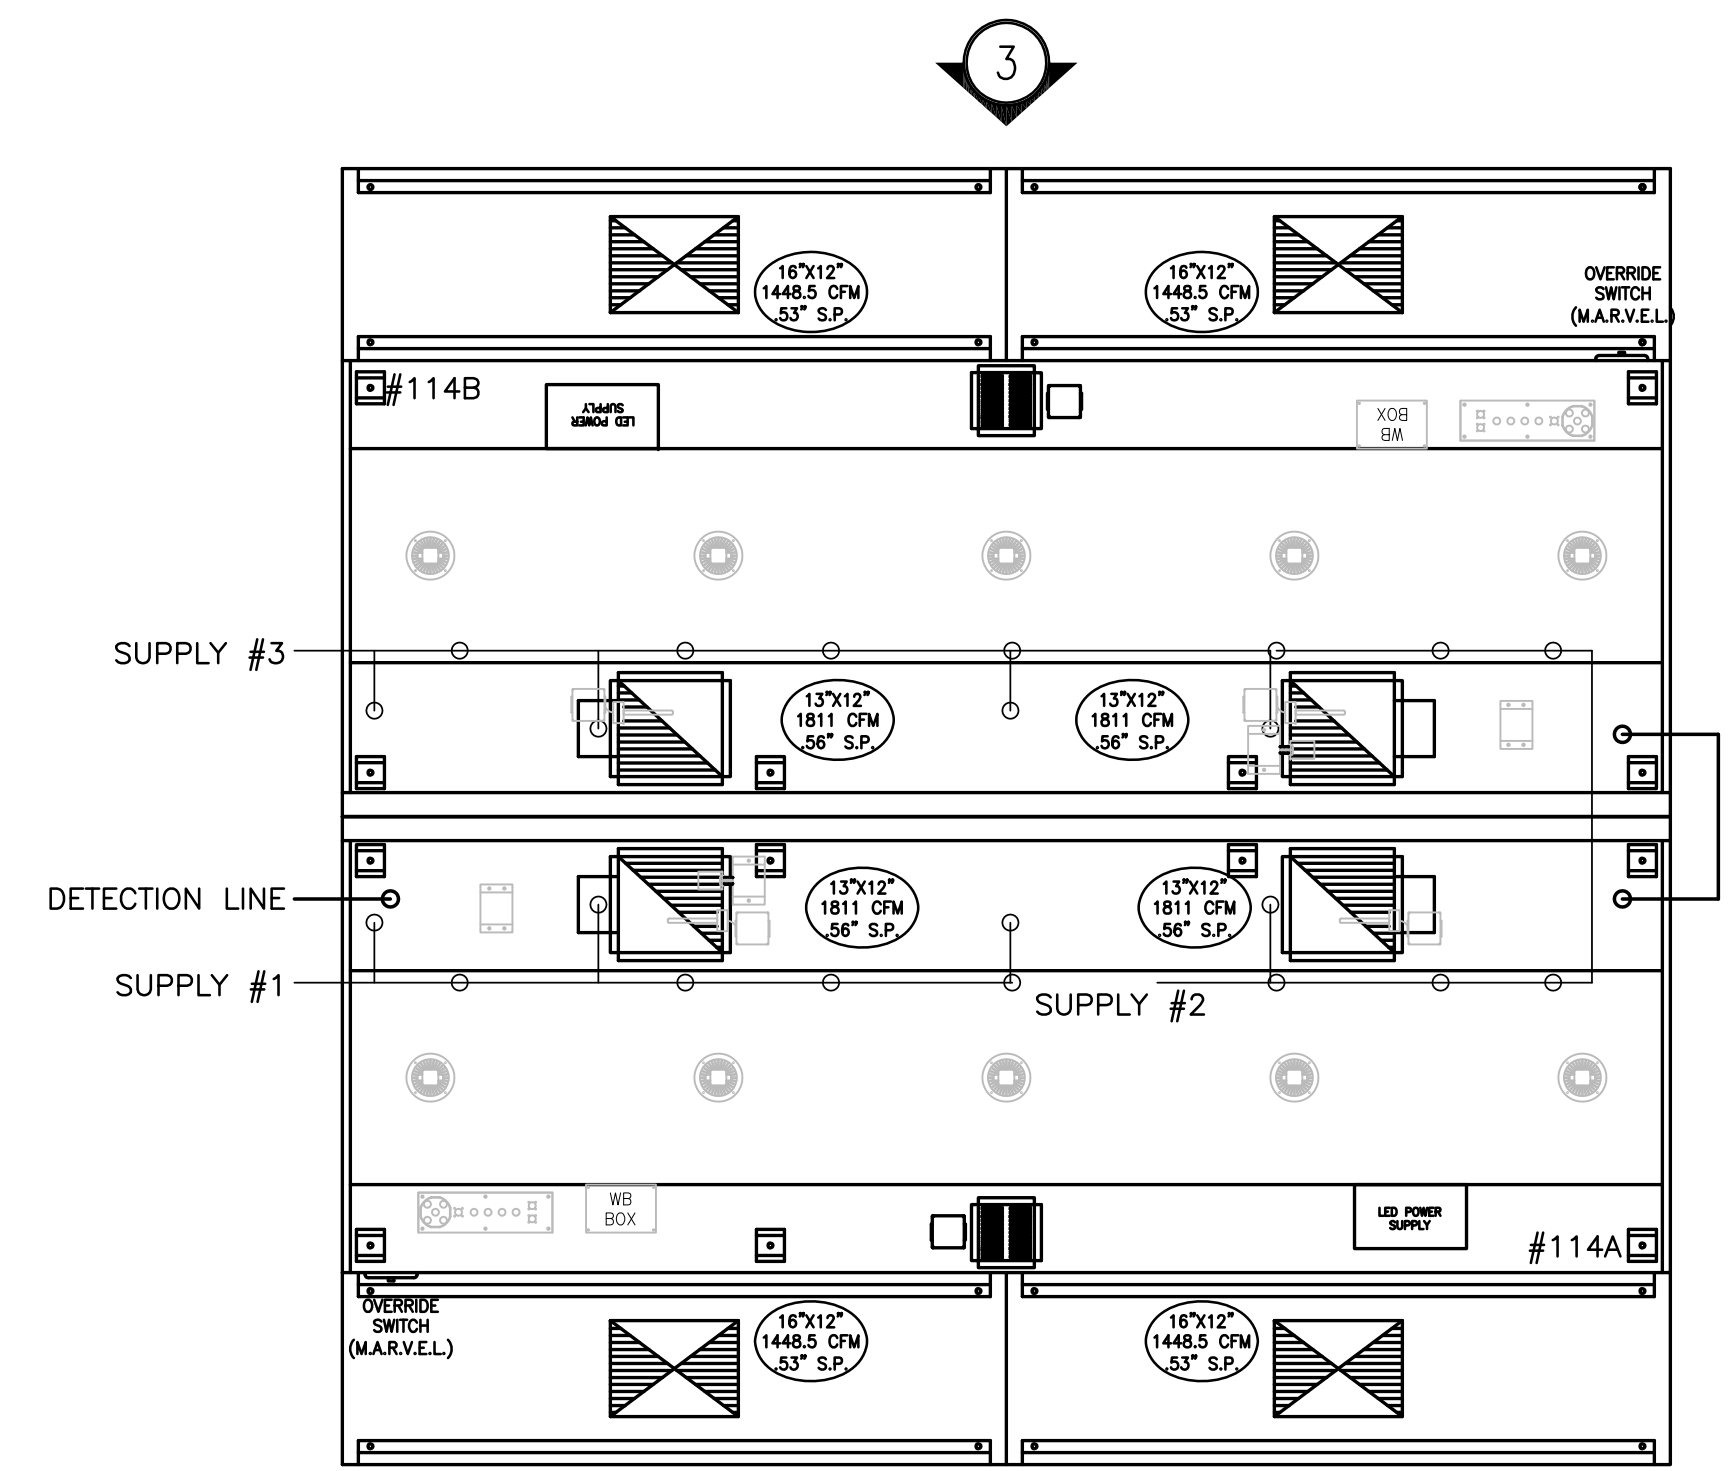 3
16"X12"
1448.5 CFM
.53" S.P.
16"X12"
1448.5 CFM
.53" S.P.
OVERRIDE
SWITCH
(M.A.R.V.E.L.)
#114B
LED POWER
SUPPLY
WB
BOX
SUPPLY #3
13"X12"
1811 CFM
.56" S.P.
13"X12"
1811 CFM
.56" S.P.
DETECTION LINE
13"X12"
1811 CFM
.56" S.P.
13"X12"
1811 CFM
.56" S.P.
SUPPLY #1
SUPPLY #2
WB
BOX
LED POWER
SUPPLY
#114A
OVERRIDE
SWITCH
(M.A.R.V.E.L.)
16"X12"
1448.5 CFM
.53" S.P.
16"X12"
1448.5 CFM
.53" S.P.